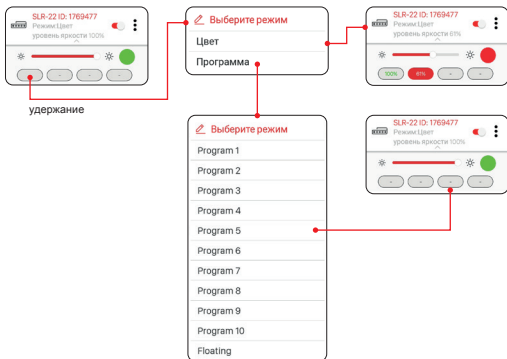 SLR-22 ID: 1769477
Режим:Цвет
уровень яркости 100%
-
-
-
-
удержание
Выберите режим
Цвет
Программа
SLR-22 ID: 1769477
Режим:Цвет
уровень яркости 61%
100%
61%
-
-
Выберите режим
Program 1
Program 2
Program 3
Program 4
Program 5
Program 6
Program 7
Program 8
Program 9
Program 10
Floating
SLR-22 ID: 1769477
Режим:Цвет
уровень яркости 100%
-
-
-
-